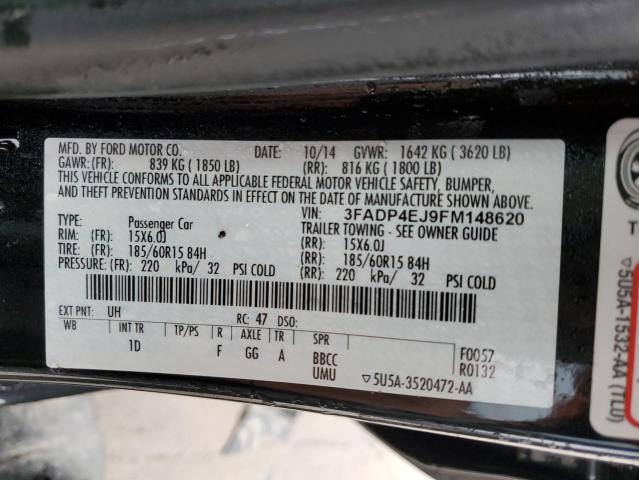 MFD. BY FORD MOTOR CO. DATE: 10/14 GVWR: 1642 KG ( 3620 LB)
GAWR: (FR): 839 KG ( 1850 LB) (RR): 816 KG ( 1800 LB)
THIS VEHICLE CONFORMS TO ALL APPLICABLE FEDERAL MOTOR VEHICLE SAFETY, BUMPER,
AND THEFT PREVENTION STANDARDS IN EFFECT ON THE DATE OF MANUFACTURE SHOWN ABOVE.
VIN: 3FADP4EJ9FM148620
TYPE: Passenger Car TRAILER TOWING - SEE OWNER GUIDE
RIM: 15X6.0J (RR): 15X6.0J
TIRE: 185/60R15 84H (RR): 185/60R15 84H
PRESSURE: (FR) 220 kPa/ 32 PSI COLD (RR): 220 kPa/ 32 PSI COLD
EXT PNT: UH RC: 47 DSO:
WB INT TR TP/PS R AXLE TR SPR F0057
1D F GG A BBCC R0132
UMU ▽5U5A-3520472-AA
▽5U5A-1532-AA (TLO)